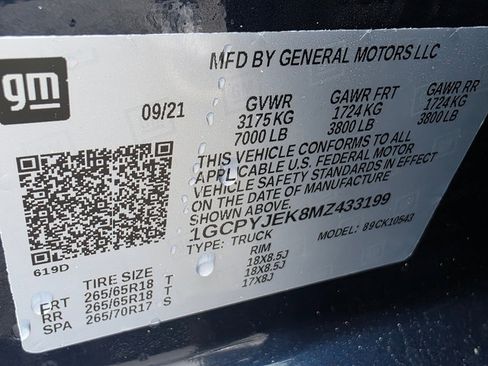 gm
MFD BY GENERAL MOTORS LLC
09/21
GVWR GAWR FRT GAWR RR
3175 KG 1724 KG 1724 KG
7000 LB 3800 LB 3800 LB
THIS VEHICLE CONFORMS TO ALL
APPLICABLE U.S. FEDERAL MOTOR
VEHICLE SAFETY STANDARDS IN EFFECT
ON THE DATE OF MANUFACTURE
SHOWN ABOVE.
1GCPYJEK8MZ433199
TYPE: TRUCK MODEL: 89CK10543
619D
TIRE SIZE RIM
FRT 265/65R18 T 18X8.5J
RR 265/65R18 T 18X8.5J
SPA 265/70R17 S 17X8J